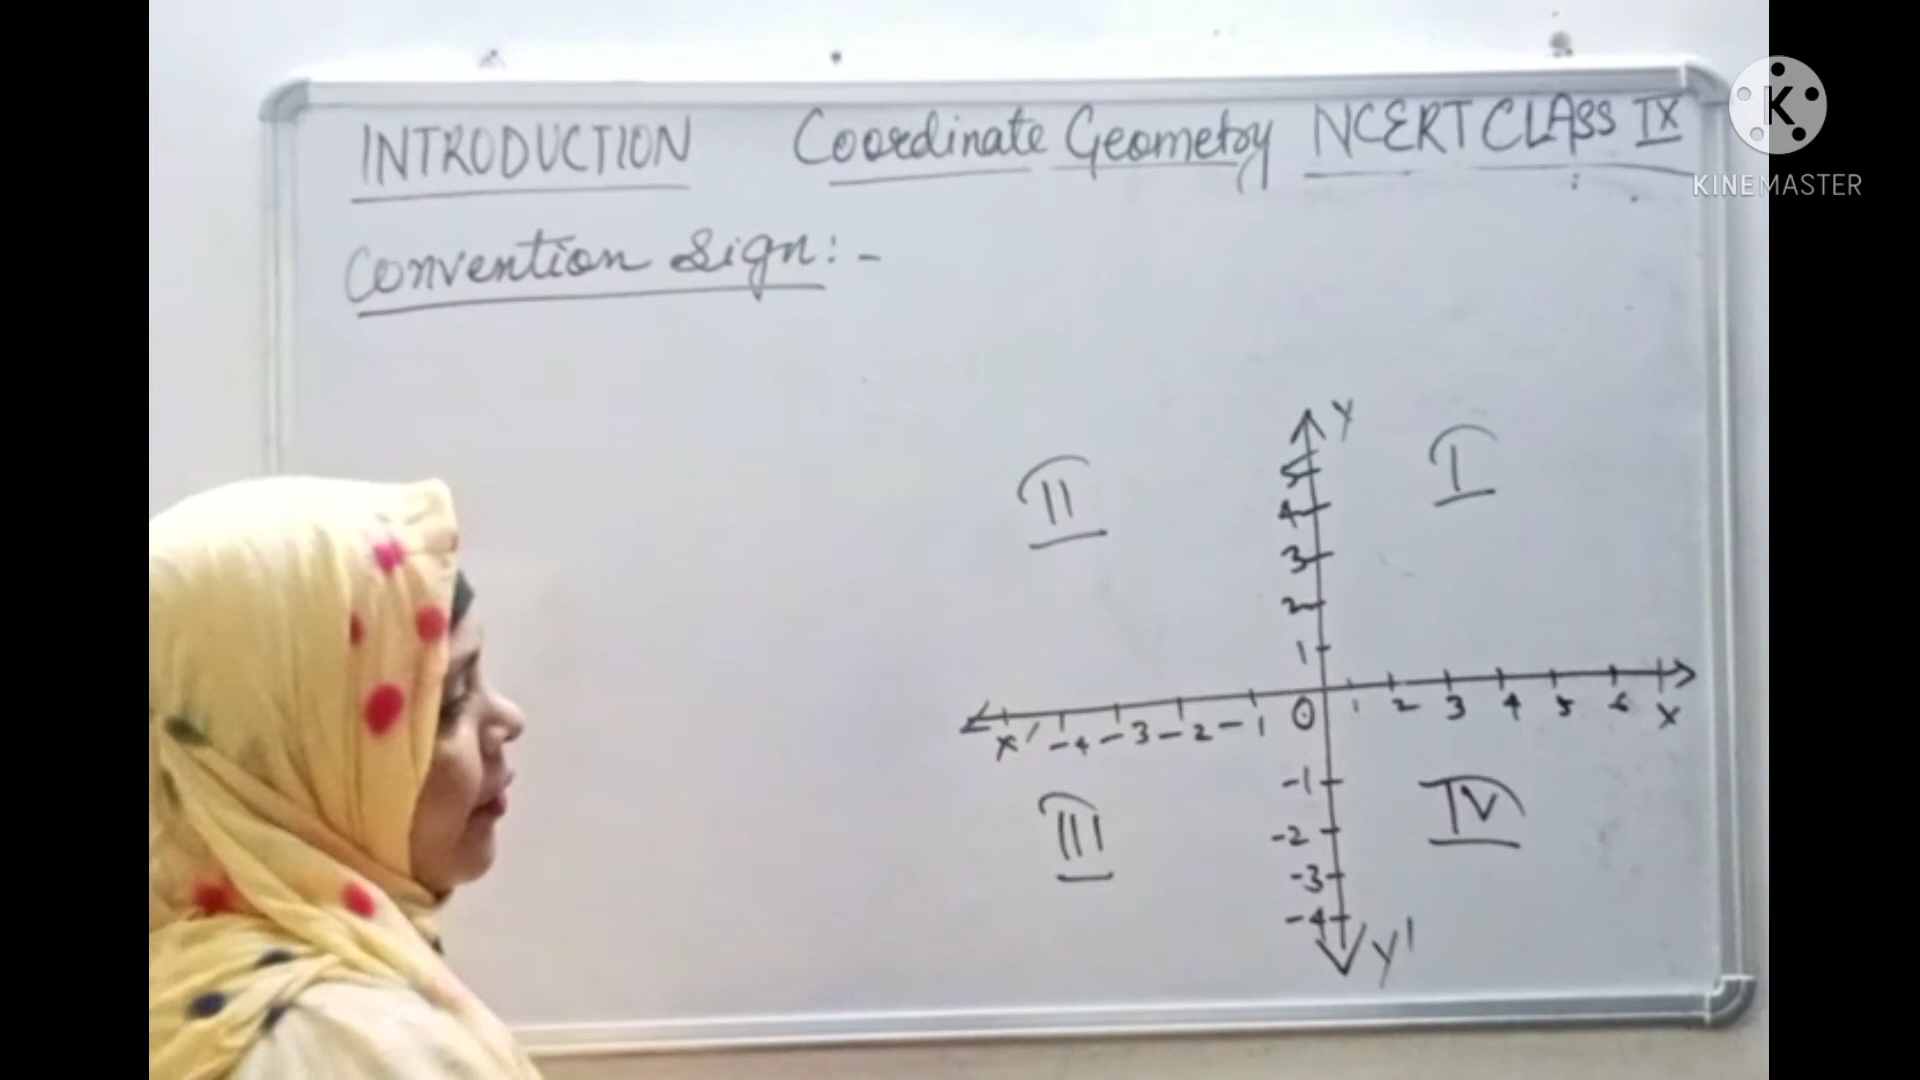 INTRODUCTION Coordinate Geometry NCERT CLASS IX
Convention Sign:-
K
KINEMASTER
Y
II
I
5
4
3
2
1
X' -4 -3 -2 -1 0 1 2 3 4 5 6 X
-1
III
IV
-2
-3
-4
Y'